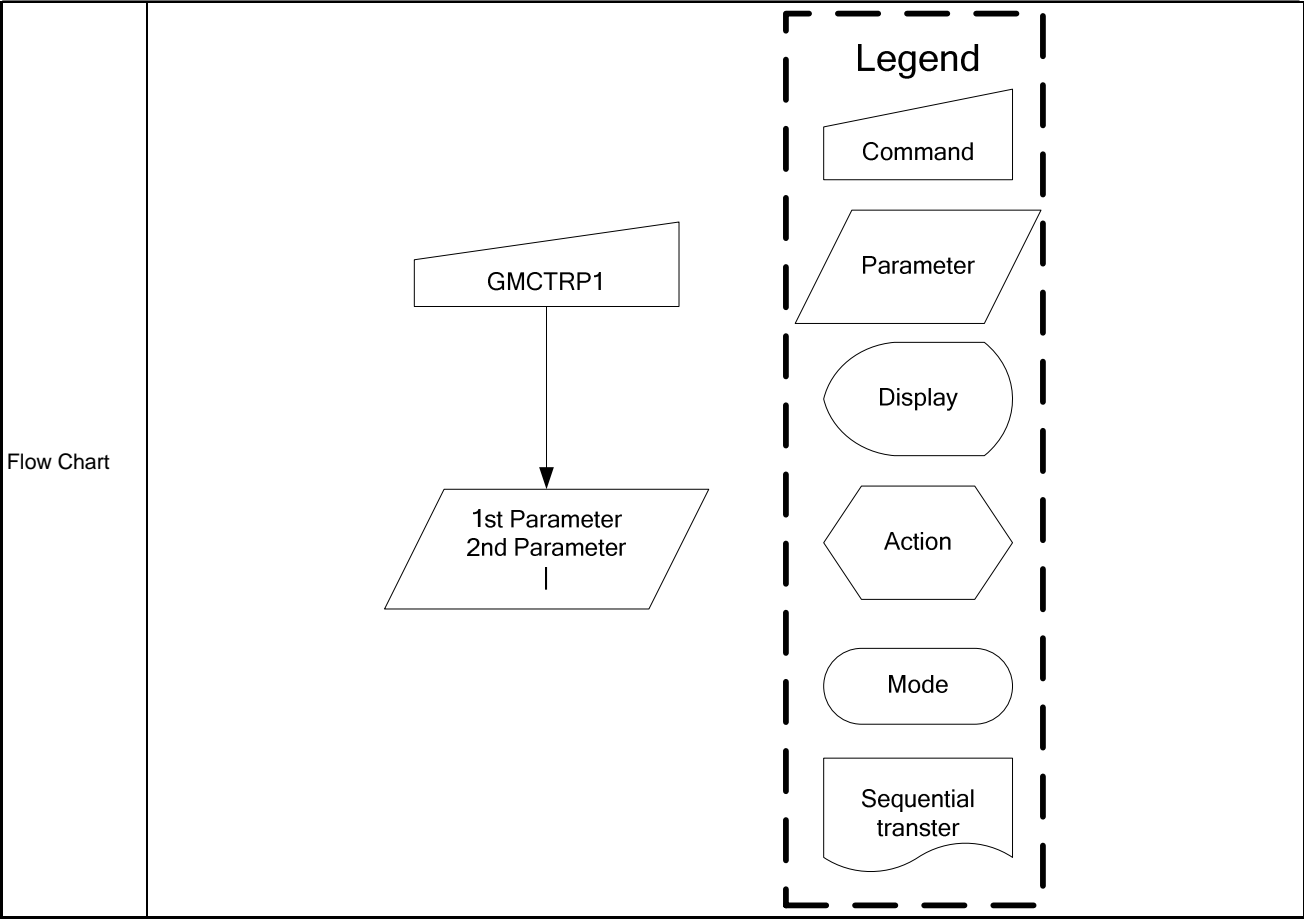 Flow Chart
GMCTRP1
1st Parameter
2nd Parameter
|
Legend
Command
Parameter
Display
Action
Mode
Sequential
transter